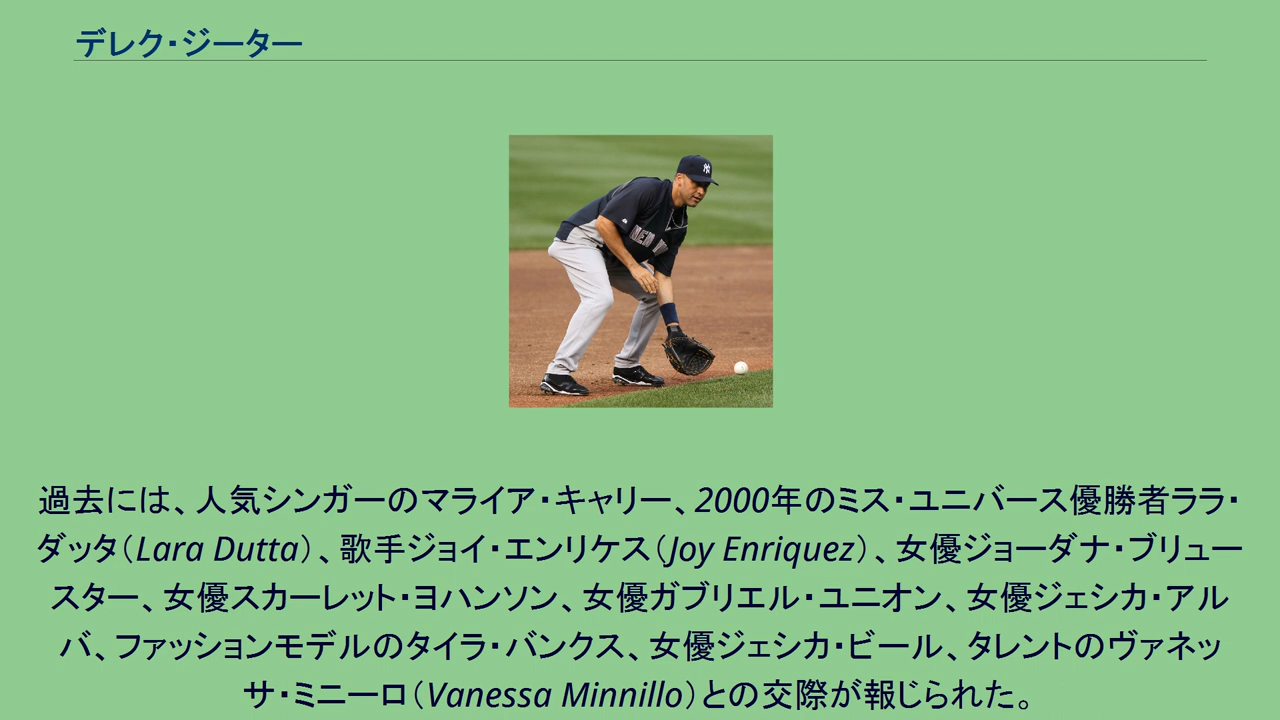 デレク・ジーター
NY
NEW Y
過去には、人気シンガーのマライア・キャリー、2000年のミス・ユニバース優勝者ララ・
ダッタ（Lara Dutta）、歌手ジョイ・エンリケス（Joy Enriquez）、女優ジョーダナ・ブリュー
スター、女優スカーレット・ヨハンソン、女優ガブリエル・ユニオン、女優ジェシカ・アル
バ、ファッションモデルのタイラ・バンクス、女優ジェシカ・ビール、タレントのヴァネッ
サ・ミニーロ（Vanessa Minnillo）との交際が報じられた。